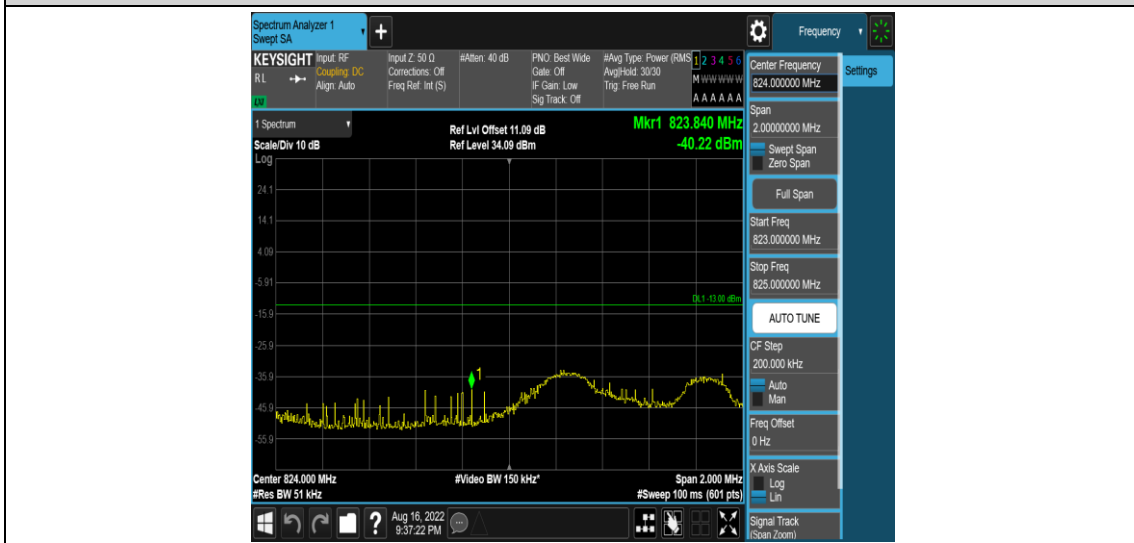 Spectrum Analyzer 1
Swept SA
+
Frequency
KEYSIGHT
RL
LXI
Input: RF
Coupling: DC
Align: Auto
Input Z: 50 Ω
Corrections: Off
Freq Ref: Int (S)
#Atten: 40 dB
PNO: Best Wide
Gate: Off
IF Gain: Low
Sig Track: Off
#Avg Type: Power (RMS
Avg|Hold: 30/30
Trig: Free Run
1 2 3 4 5 6
M W W W W W
A A A A A A
1 Spectrum
Scale/Div 10 dB
Ref Lvl Offset 11.09 dB
Ref Level 34.09 dBm
Mkr1 823.840 MHz
-40.22 dBm
Log
24.1
14.1
4.09
-5.91
-15.9
-25.9
-35.9
-45.9
-55.9
DL1 -13.00 dBm
1
Center 824.000 MHz
#Res BW 51 kHz
#Video BW 150 kHz*
Span 2.000 MHz
#Sweep 100 ms (601 pts)
Center Frequency
824.000000 MHz
Settings
Span
2.00000000 MHz
Swept Span
Zero Span
Full Span
Start Freq
823.000000 MHz
Stop Freq
825.000000 MHz
AUTO TUNE
CF Step
200.000 kHz
Auto
Man
Freq Offset
0 Hz
X Axis Scale
Log
Lin
Signal Track
(Span Zoom)
?
Aug 16, 2022
9:37:22 PM